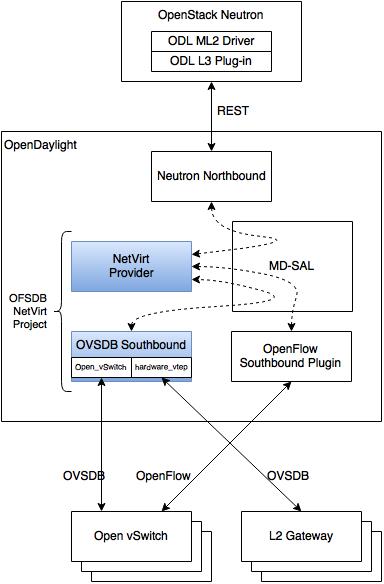 OpenStack Neutron
ODL ML2 Driver
ODL L3 Plug-in
REST
OpenDaylight
Neutron Northbound
NetVirt
Provider
MD-SAL
OFSDB
NetVirt
Project
OVSDB Southbound
Open_vSwitch
hardware_vtep
OpenFlow
Southbound Plugin
OVSDB
OpenFlow
OVSDB
Open vSwitch
L2 Gateway